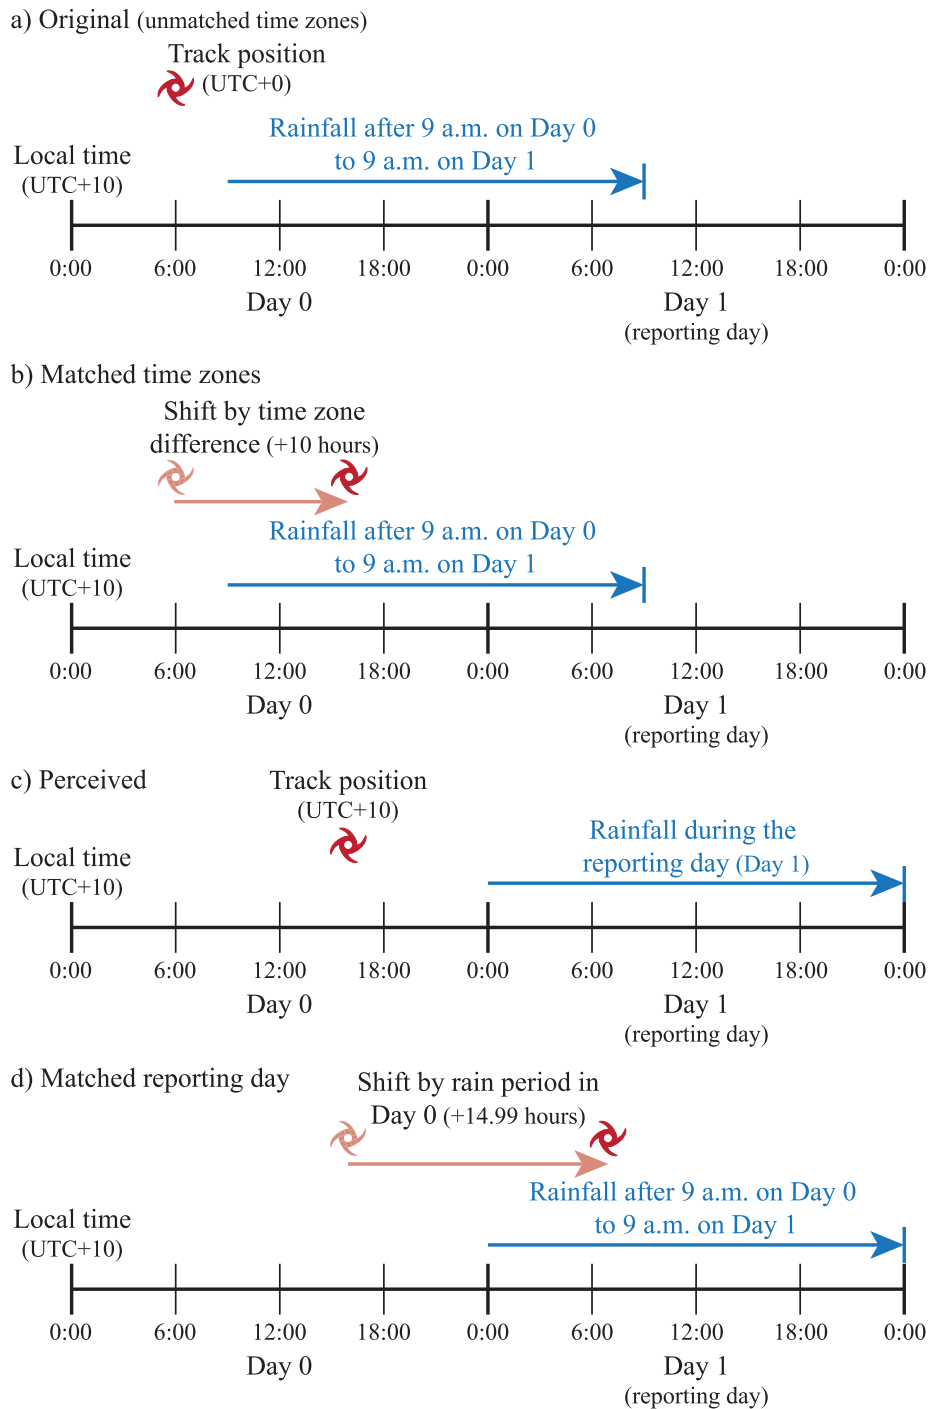 a) Original (unmatched time zones)
Track position
(UTC+0)
Rainfall after 9 a.m. on Day 0
to 9 a.m. on Day 1
Local time
(UTC+10)
0:00 6:00 12:00 18:00 0:00 6:00 12:00 18:00 0:00
Day 0 Day 1
(reporting day)
b) Matched time zones
Shift by time zone
difference (+10 hours)
Rainfall after 9 a.m. on Day 0
to 9 a.m. on Day 1
Local time
(UTC+10)
0:00 6:00 12:00 18:00 0:00 6:00 12:00 18:00 0:00
Day 0 Day 1
(reporting day)
c) Perceived
Track position
(UTC+10)
Rainfall during the
reporting day (Day 1)
Local time
(UTC+10)
0:00 6:00 12:00 18:00 0:00 6:00 12:00 18:00 0:00
Day 0 Day 1
(reporting day)
d) Matched reporting day
Shift by rain period in
Day 0 (+14.99 hours)
Rainfall after 9 a.m. on Day 0
to 9 a.m. on Day 1
Local time
(UTC+10)
0:00 6:00 12:00 18:00 0:00 6:00 12:00 18:00 0:00
Day 0 Day 1
(reporting day)